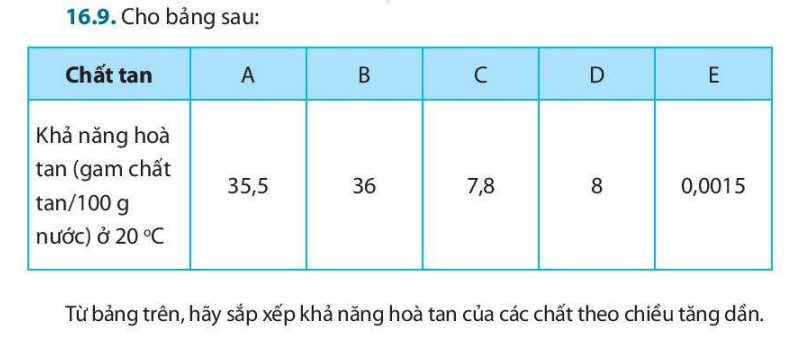 16.9. Cho bảng sau:
Chất tan A B C D E
Khả năng hoà
tan (gam chất
tan/100 g
nước) ở 20 ºC
35,5 36 7,8 8 0,0015
Từ bảng trên, hãy sắp xếp khả năng hoà tan của các chất theo chiều tăng dần.